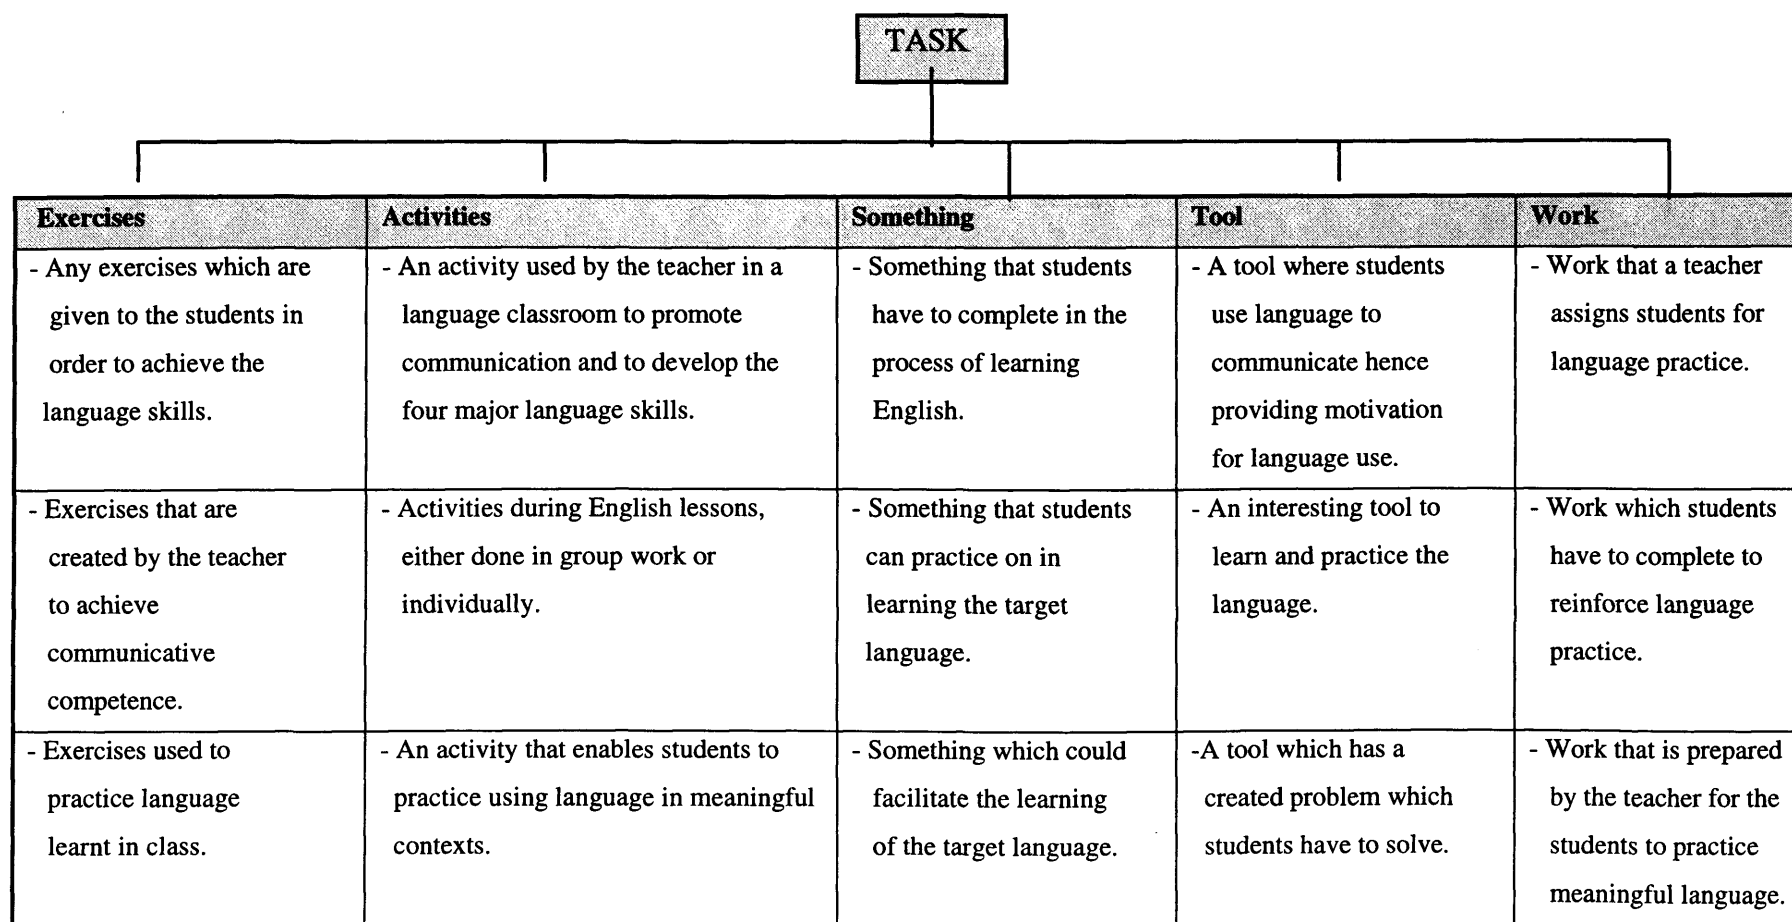 TASK
Exercises
Activities
Something
Tool
Work
- Any exercises which are
given to the students in
order to achieve the
language skills.
- An activity used by the teacher in a
language classroom to promote
communication and to develop the
four major language skills.
- Something that students
have to complete in the
process of learning
English.
- A tool where students
use language to
communicate hence
providing motivation
for language use.
- Work that a teacher
assigns students for
language practice.
- Exercises that are
created by the teacher
to achieve
communicative
competence.
- Activities during English lessons,
either done in group work or
individually.
- Something that students
can practice on in
learning the target
language.
- An interesting tool to
learn and practice the
language.
- Work which students
have to complete to
reinforce language
practice.
- Exercises used to
practice language
learnt in class.
- An activity that enables students to
practice using language in meaningful
contexts.
- Something which could
facilitate the learning
of the target language.
-A tool which has a
created problem which
students have to solve.
- Work that is prepared
by the teacher for the
students to practice
meaningful language.